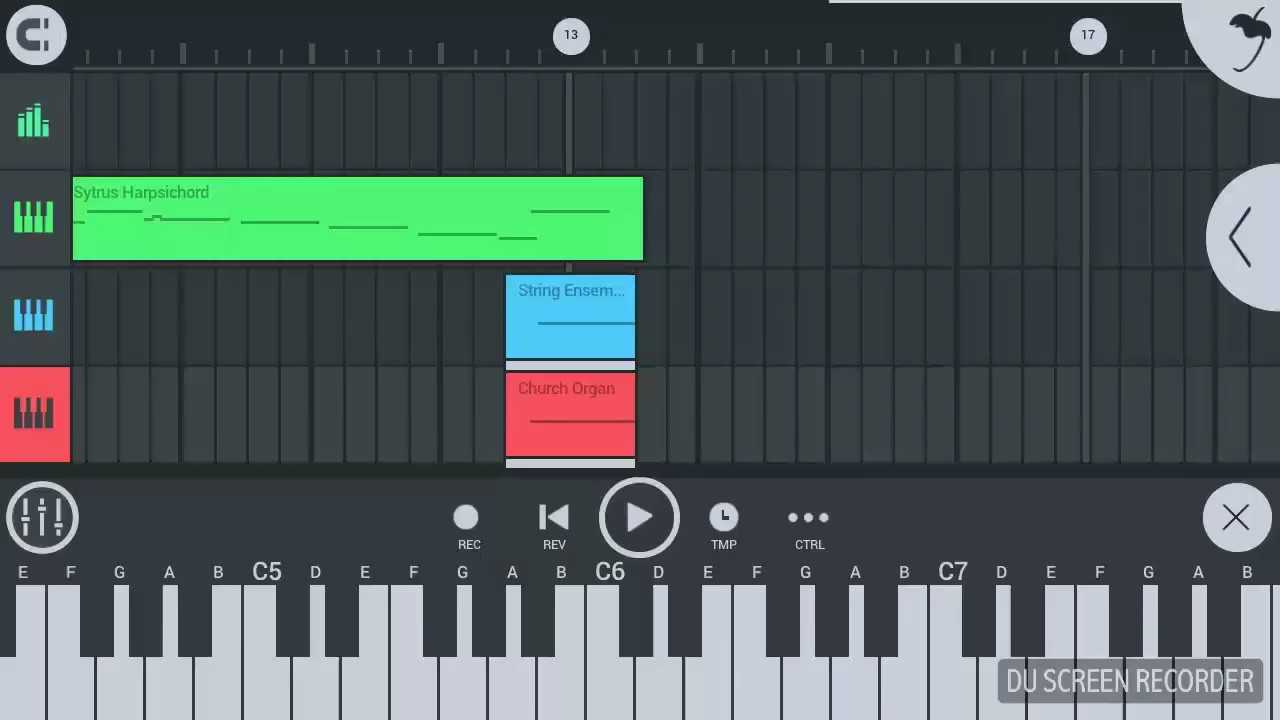 13 17
Sytrus Harpsichord
String Ensem...
Church Organ
REC REV TMP CTRL
E F G A B C5 D E F G A B C6 D E F G A B C7 D E F G A B
DU SCREEN RECORDER